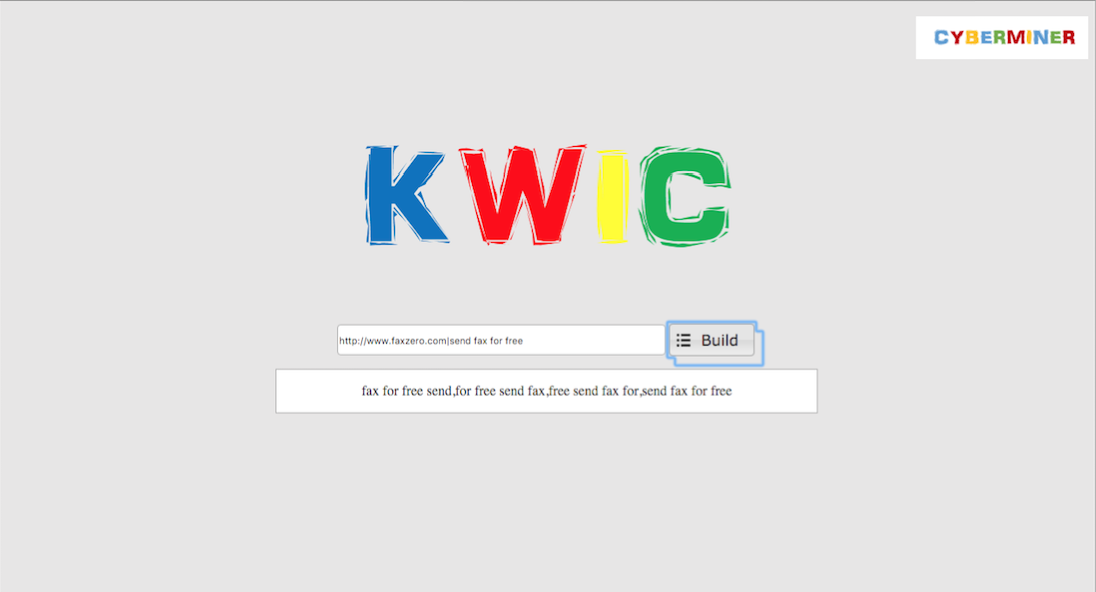 CYBERMINER
KWIC
http://www.faxzero.com|send fax for free
Build
fax for free send,for free send fax,free send fax for,send fax for free